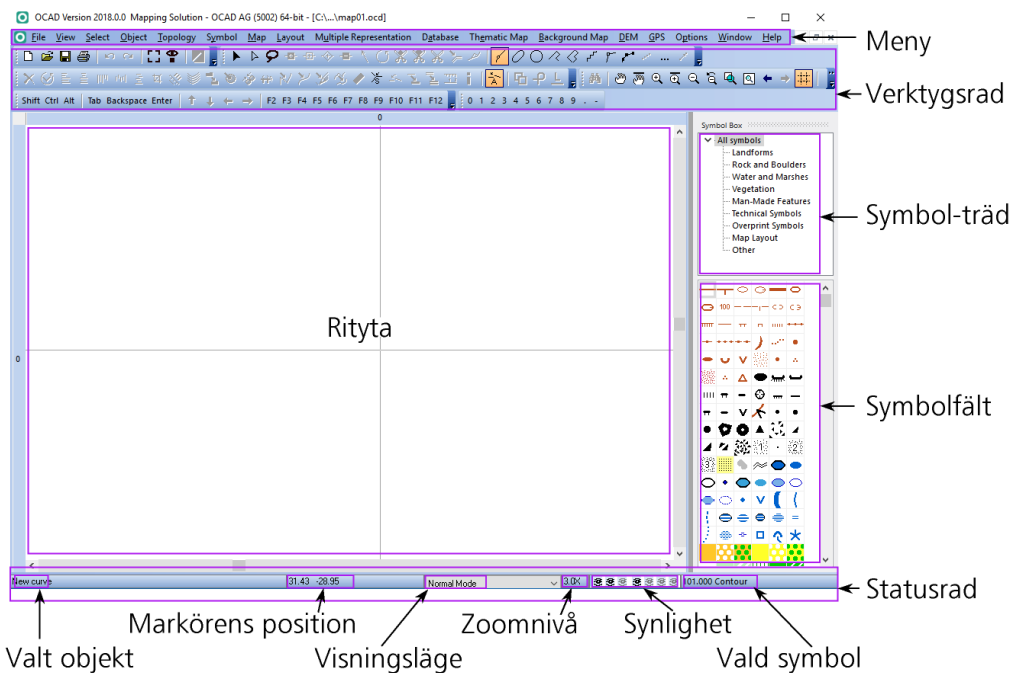 OCAD Version 2018.0.0 Mapping Solution - OCAD AG (5002) 64-bit - [C:\...\map01.ocd]
File View Select Object Topology Symbol Map Layout Multiple Representation Database Thematic Map Background Map DEM GPS Options Window Help
Meny
Verktygsrad
Shift Ctrl Alt Tab Backspace Enter F2 F3 F4 F5 F6 F7 F8 F9 F10 F11 F12 0 1 2 3 4 5 6 7 8 9 . -
0
Symbol Box
All symbols
Landforms
Rock and Boulders
Water and Marshes
Vegetation
Man-Made Features
Technical Symbols
Overprint Symbols
Map Layout
Other
Symbol-träd
100
Rityta
0
Symbolfält
1 2
3
New curve 31.43 -28.95 Normal Mode 3.0X 101.000 Contour
Statusrad
Markörens position Zoomnivå Synlighet
Valt objekt Visningsläge Vald symbol